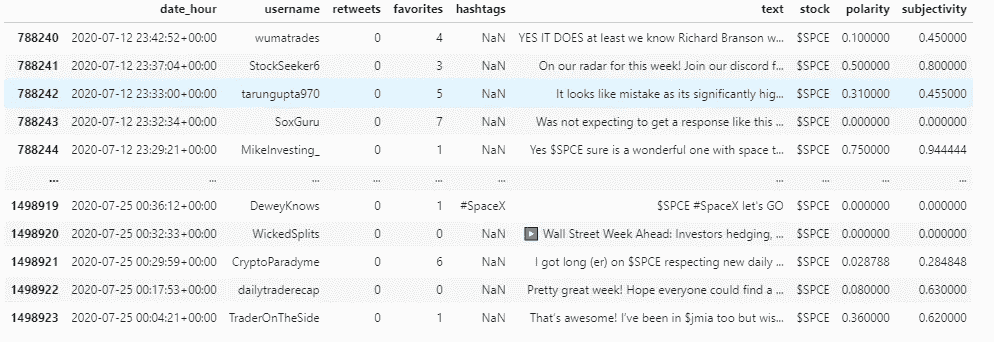 date_hour username retweets favorites hashtags text stock polarity subjectivity
788240 2020-07-12 23:42:52+00:00 wumatrades 0 4 NaN YES IT DOES at least we know Richard Branson w... $SPCE 0.100000 0.450000
788241 2020-07-12 23:37:04+00:00 StockSeeker6 0 3 NaN On our radar for this week! Join our discord f... $SPCE 0.500000 0.800000
788242 2020-07-12 23:33:00+00:00 tarungupta970 0 5 NaN It looks like mistake as its significantly hig... $SPCE 0.310000 0.455000
788243 2020-07-12 23:32:34+00:00 SoxGuru 0 7 NaN Was not expecting to get a response like this ... $SPCE 0.000000 0.000000
788244 2020-07-12 23:29:21+00:00 MikeInvesting_ 0 1 NaN Yes $SPCE sure is a wonderful one with space t... $SPCE 0.750000 0.944444
... ... ... ... ... ... ... ... ... ...
1498919 2020-07-25 00:36:12+00:00 DeweyKnows 0 1 #SpaceX $SPCE #SpaceX let's GO $SPCE 0.000000 0.000000
1498920 2020-07-25 00:32:33+00:00 WickedSplits 0 0 NaN ▶ Wall Street Week Ahead: Investors hedging, ... $SPCE 0.000000 0.000000
1498921 2020-07-25 00:29:59+00:00 CryptoParadyme 0 6 NaN I got long (er) on $SPCE respecting new daily ... $SPCE 0.028788 0.284848
1498922 2020-07-25 00:17:53+00:00 dailytraderecap 0 0 NaN Pretty great week! Hope everyone could find a ... $SPCE 0.080000 0.630000
1498923 2020-07-25 00:04:21+00:00 TraderOnTheSide 0 1 NaN That's awesome! I've been in $jmia too but wis... $SPCE 0.360000 0.620000